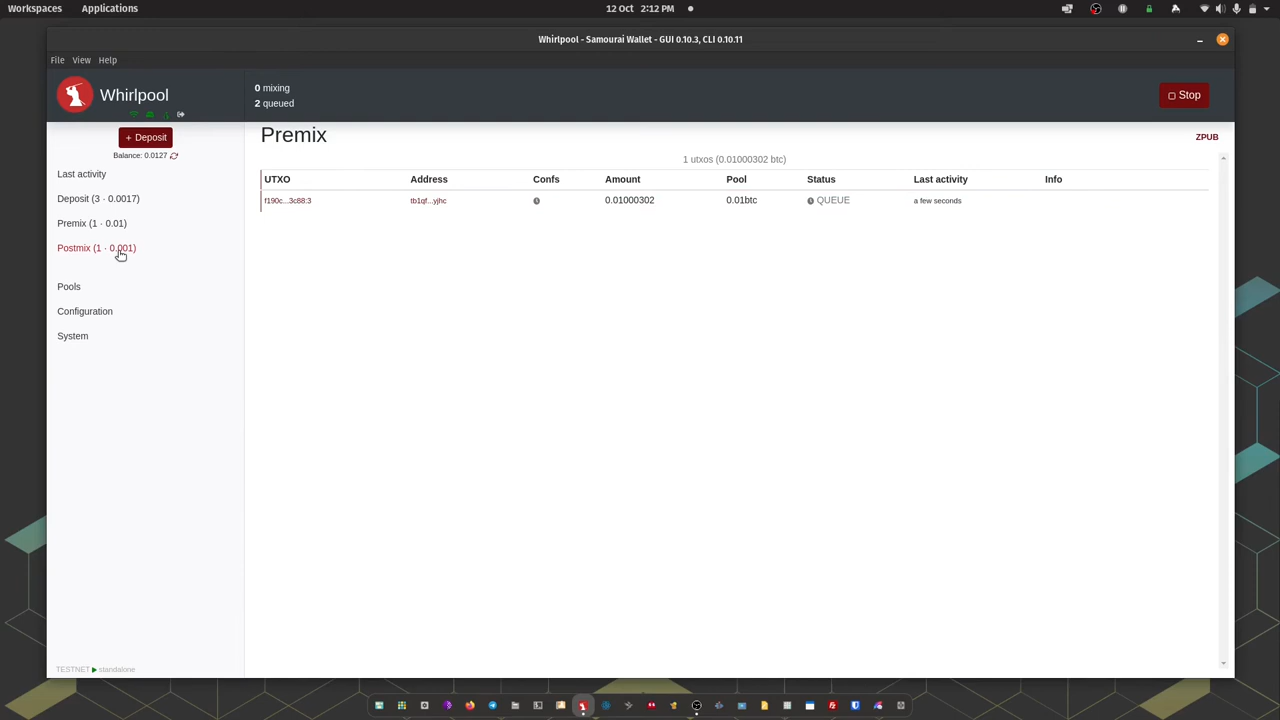 Workspaces Applications 12 Oct 2:12 PM
Whirlpool - Samourai Wallet - GUI 0.10.3, CLI 0.10.11
File View Help
Whirlpool
0 mixing
2 queued
Stop
+ Deposit
Balance: 0.0127
Last activity
Deposit (3 · 0.0017)
Premix (1 · 0.01)
Postmix (1 · 0.001)
Pools
Configuration
System
TESTNET standalone
Premix
ZPUB
1 utxos (0.01000302 btc)
UTXO Address Confs Amount Pool Status Last activity Info
f190c...3c88:3 tb1qf...yjhc 0.01000302 0.01btc QUEUE a few seconds